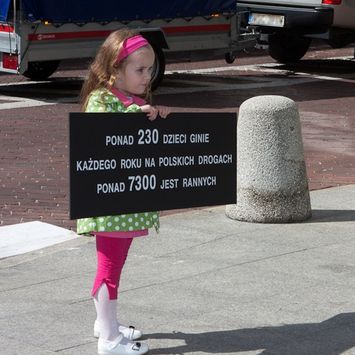 PONAD 230 DZIECI GINIE
KAŻDEGO ROKU NA POLSKICH DROGACH
PONAD 7300 JEST RANNYCH